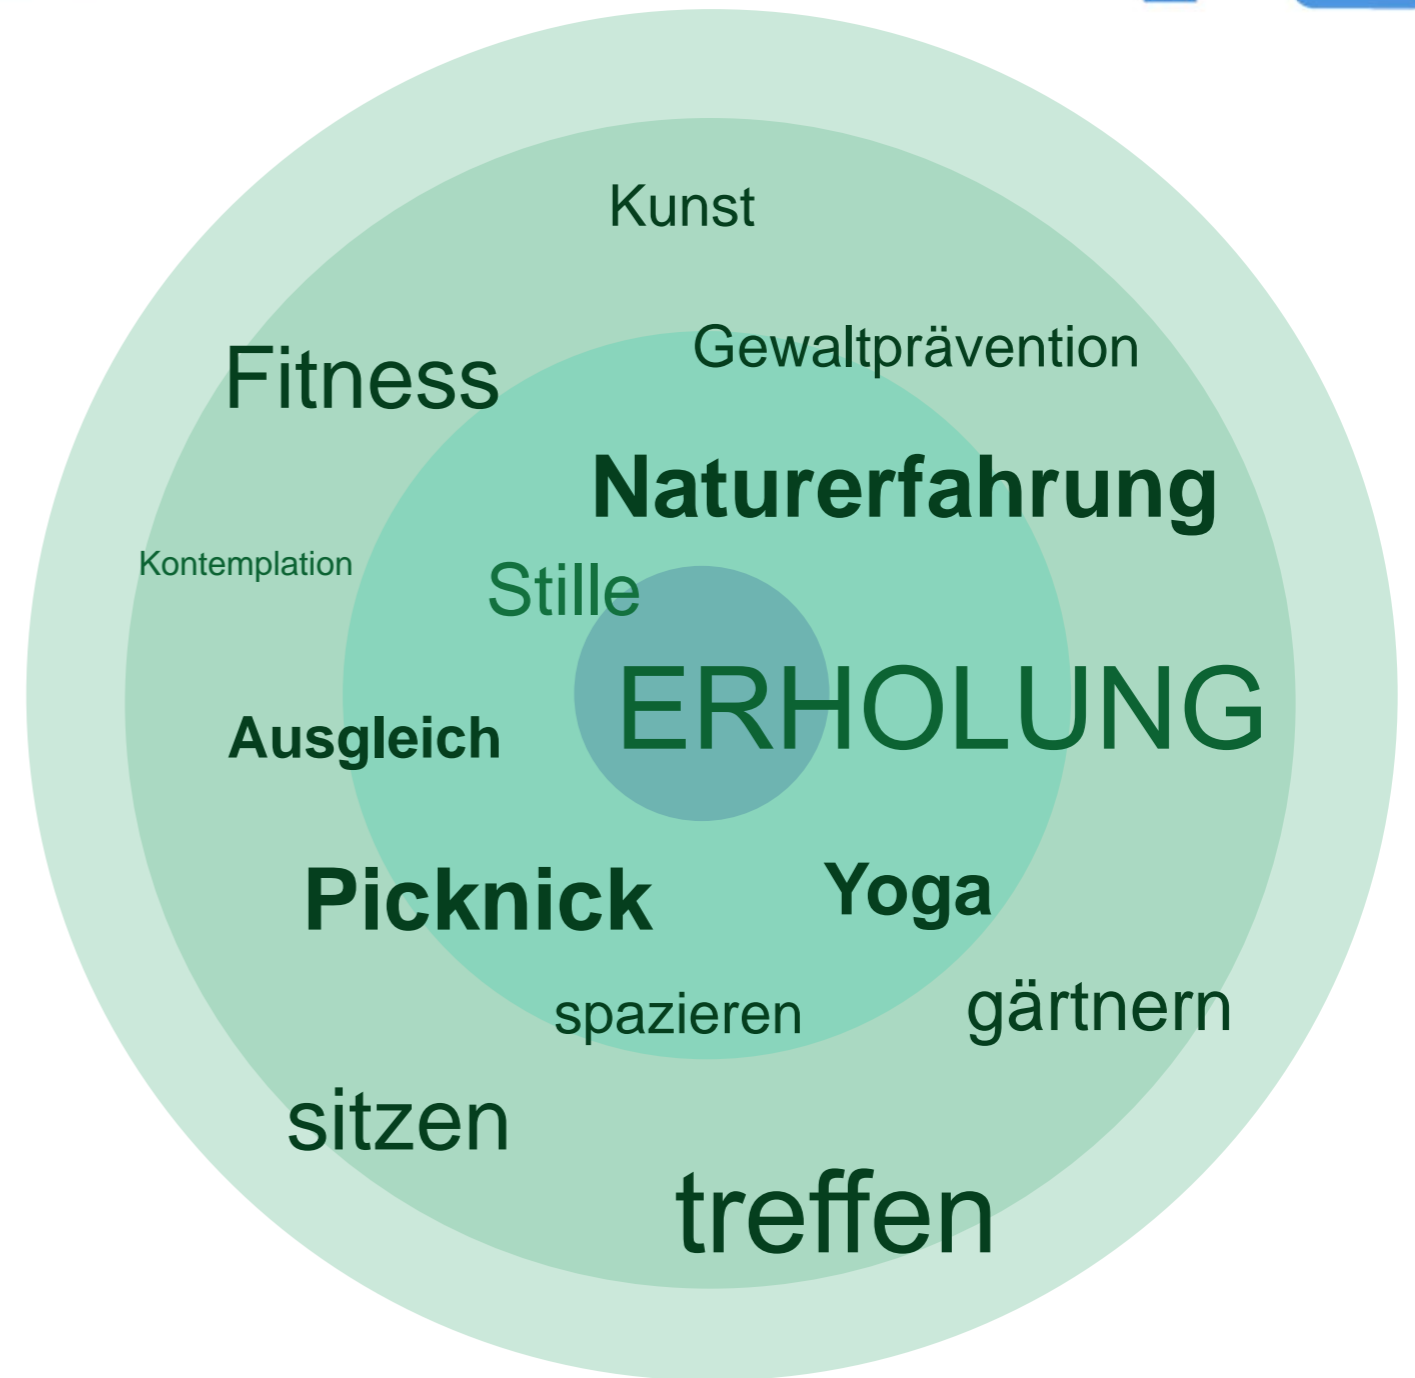 Kunst
Gewaltprävention
Fitness
Naturerfahrung
Kontemplation
Stille
ERHOLUNG
Ausgleich
Picknick
Yoga
spazieren
gärtnern
sitzen
treffen